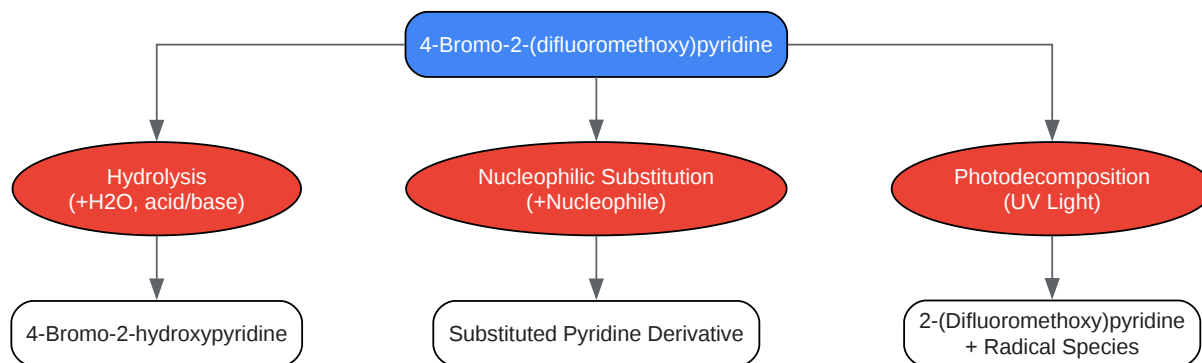 4-Bromo-2-(difluoromethoxy)pyridine
Hydrolysis
(+H2O, acid/base)
Nucleophilic Substitution
(+Nucleophile)
Photodecomposition
(UV Light)
4-Bromo-2-hydroxypyridine
Substituted Pyridine Derivative
2-(Difluoromethoxy)pyridine
+ Radical Species